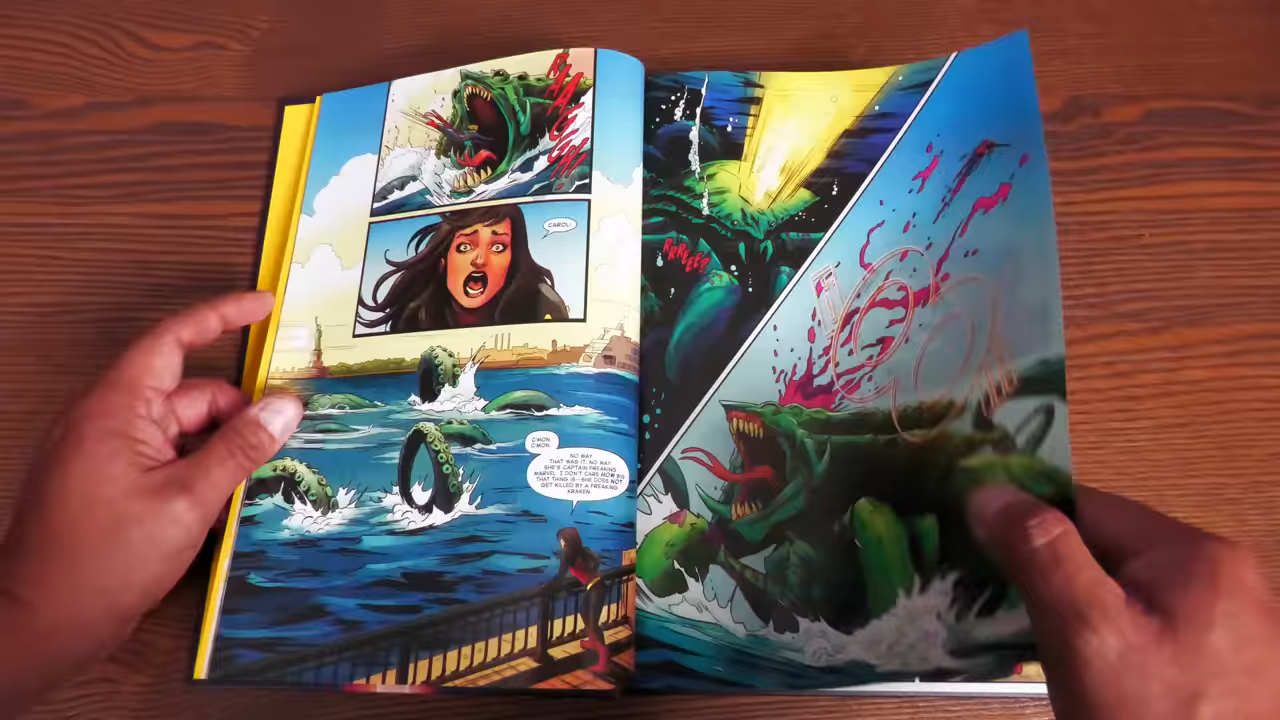 RAAGGH!
CAROL!
C'MON
C'MON.
NO WAY
THAT WAS IT. NO WAY.
SHE'S CAPTAIN FREAKING
MARVEL. I DON'T CARE HOW BIG
THAT THING IS—SHE DOES NOT
GET KILLED BY A FREAKING
KRAKEN.
RRREEE?